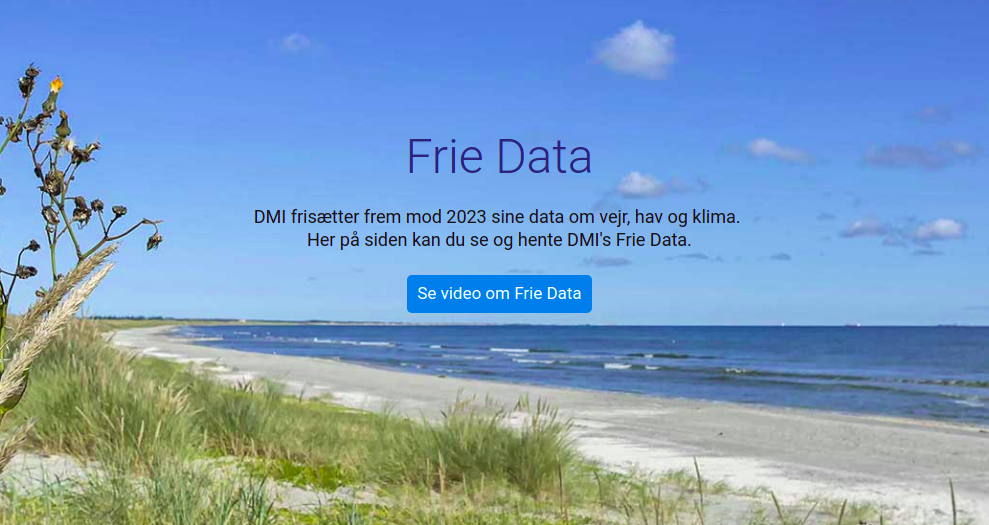 Frie Data
DMI frisætter frem mod 2023 sine data om vejr, hav og klima.
Her på siden kan du se og hente DMI's Frie Data.
Se video om Frie Data